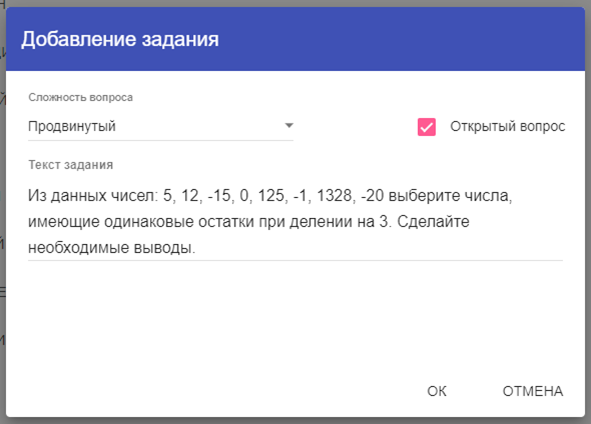 Добавление задания
Сложность вопроса
Продвинутый
Открытый вопрос
Текст задания
Из данных чисел: 5, 12, -15, 0, 125, -1, 1328, -20 выберите числа,
имеющие одинаковые остатки при делении на 3. Сделайте
необходимые выводы.
ОК
ОТМЕНА